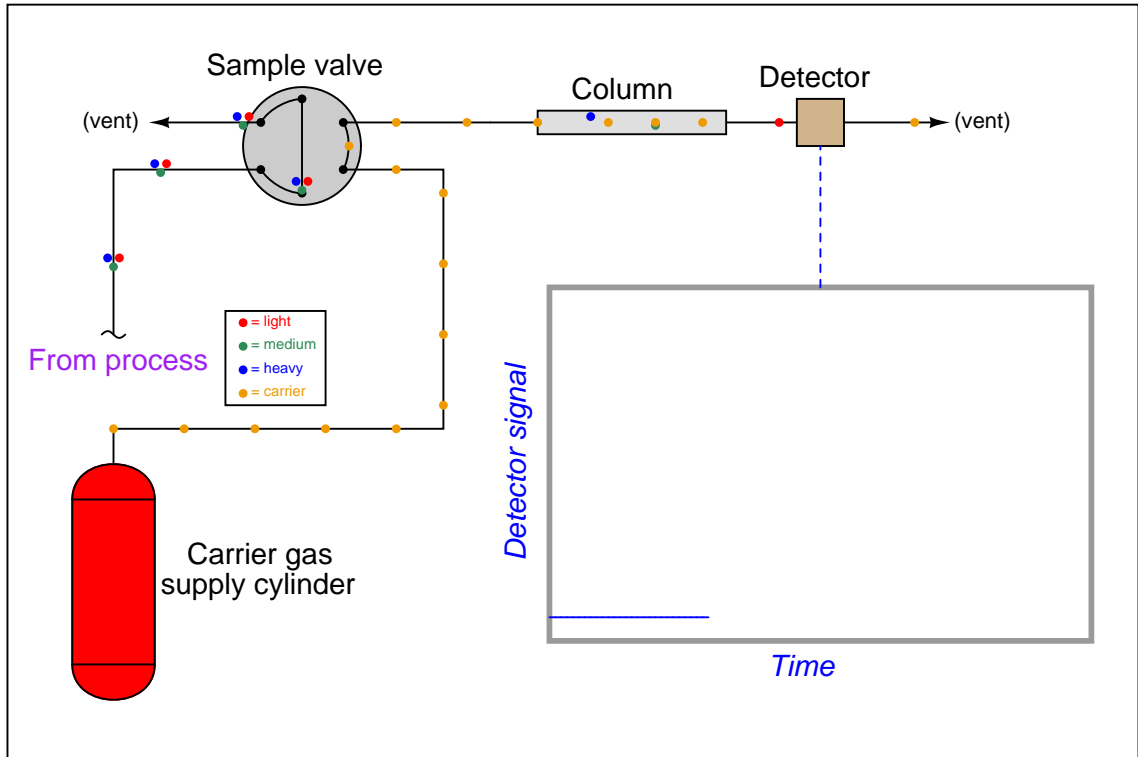 Sample valve
Column
Detector
(vent)
(vent)
= light
= medium
= heavy
= carrier
From process
Detector signal
Carrier gas
supply cylinder
Time